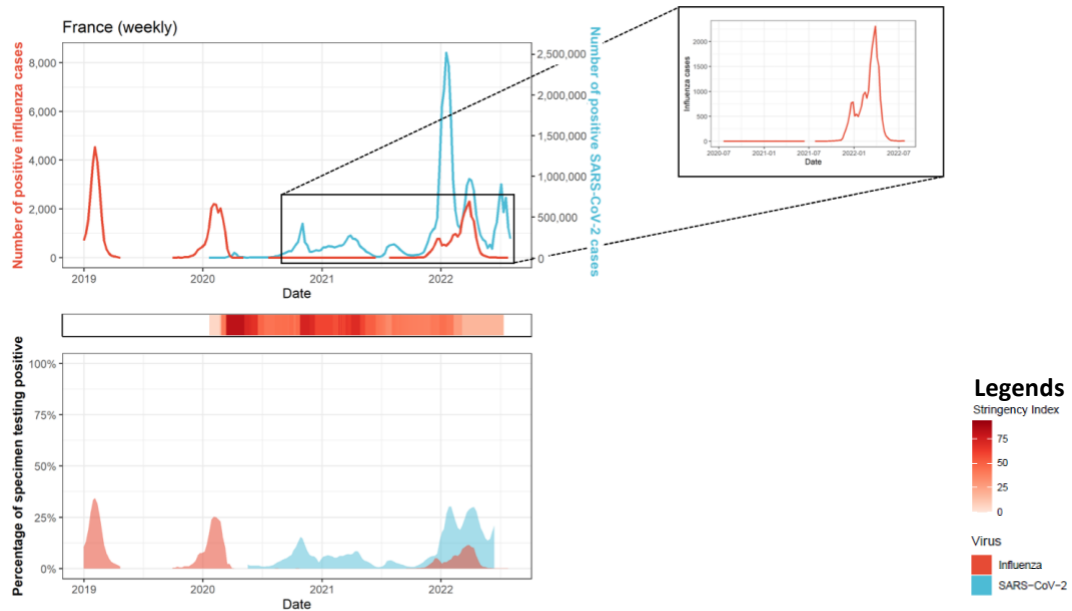 France (weekly)
Number of positive influenza cases
8,000
6,000
4,000
2,000
0
2,500,000
2,000,000
1,500,000
1,000,000
500,000
0
Number of positive SARS-CoV-2 cases
2019
2020
2021
2022
Date
Influenza cases
2000
1500
1000
500
0
2020-07
2021-01
2021-07
2022-01
2022-07
Date
Percentage of specimen testing positive
100%
75%
50%
25%
0%
2019
2020
2021
2022
Date
Legends
Stringency Index
75
50
25
0
Virus
Influenza
SARS-CoV-2